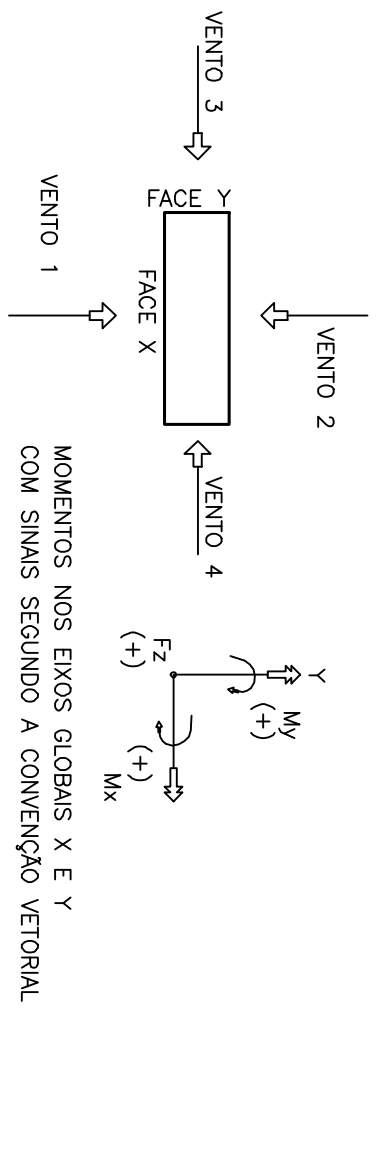 VENTO 3
FACE Y
FACE X
VENTO 1
VENTO 2
VENTO 4
Y
My
(+)
Fz
(+)
(+)
Mx
MOMENTOS NOS EIXOS GLOBAIS X E Y
COM SINAIS SEGUNDO A CONVENÇÃO VETORIAL